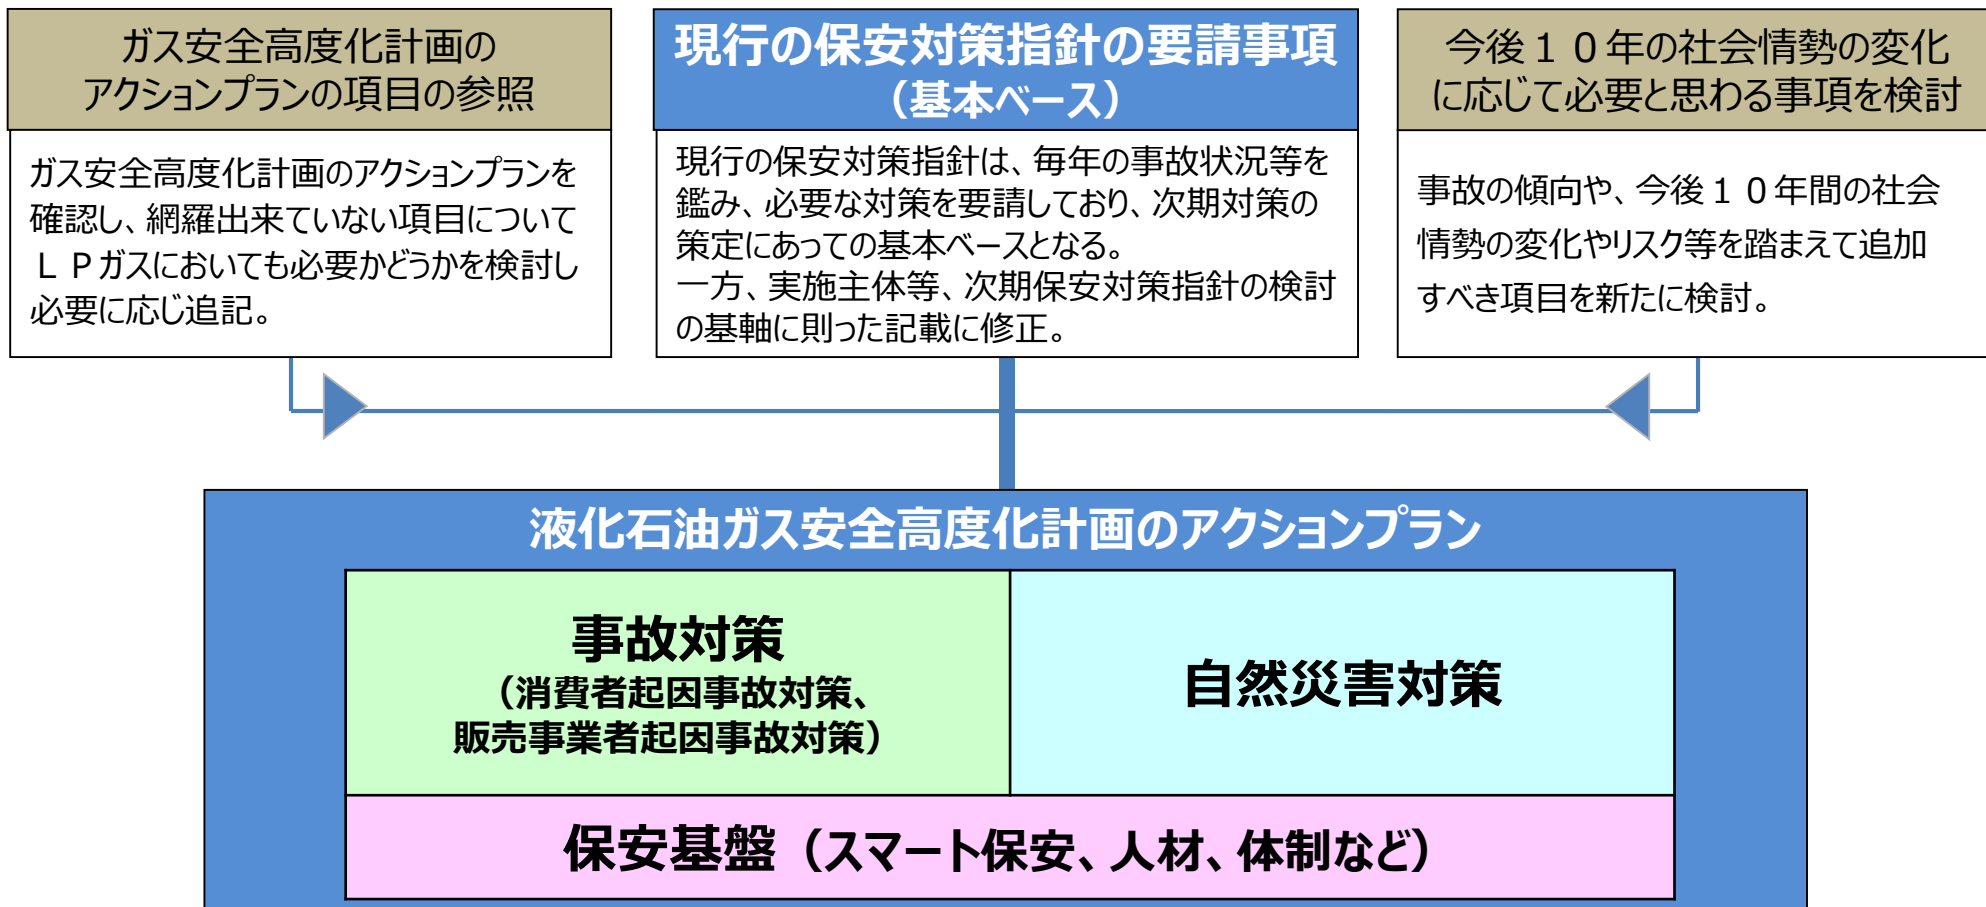 ガス安全高度化計画の
アクションプランの項目の参照
ガス安全高度化計画のアクションプランを
確認し、網羅出来ていない項目について
ＬＰガスにおいても必要かどうかを検討し
必要に応じ追記。
現行の保安対策指針の要請事項
（基本ベース）
現行の保安対策指針は、毎年の事故状況等を
鑑み、必要な対策を要請しており、次期対策の
策定にあっての基本ベースとなる。
一方、実施主体等、次期保安対策指針の検討
の基軸に則った記載に修正。
今後１０年の社会情勢の変化
に応じて必要と思わる事項を検討
事故の傾向や、今後１０年間の社会
情勢の変化やリスク等を踏まえて追加
すべき項目を新たに検討。
液化石油ガス安全高度化計画のアクションプラン
事故対策
（消費者起因事故対策、
販売事業者起因事故対策）
自然災害対策
保安基盤（スマート保安、人材、体制など）